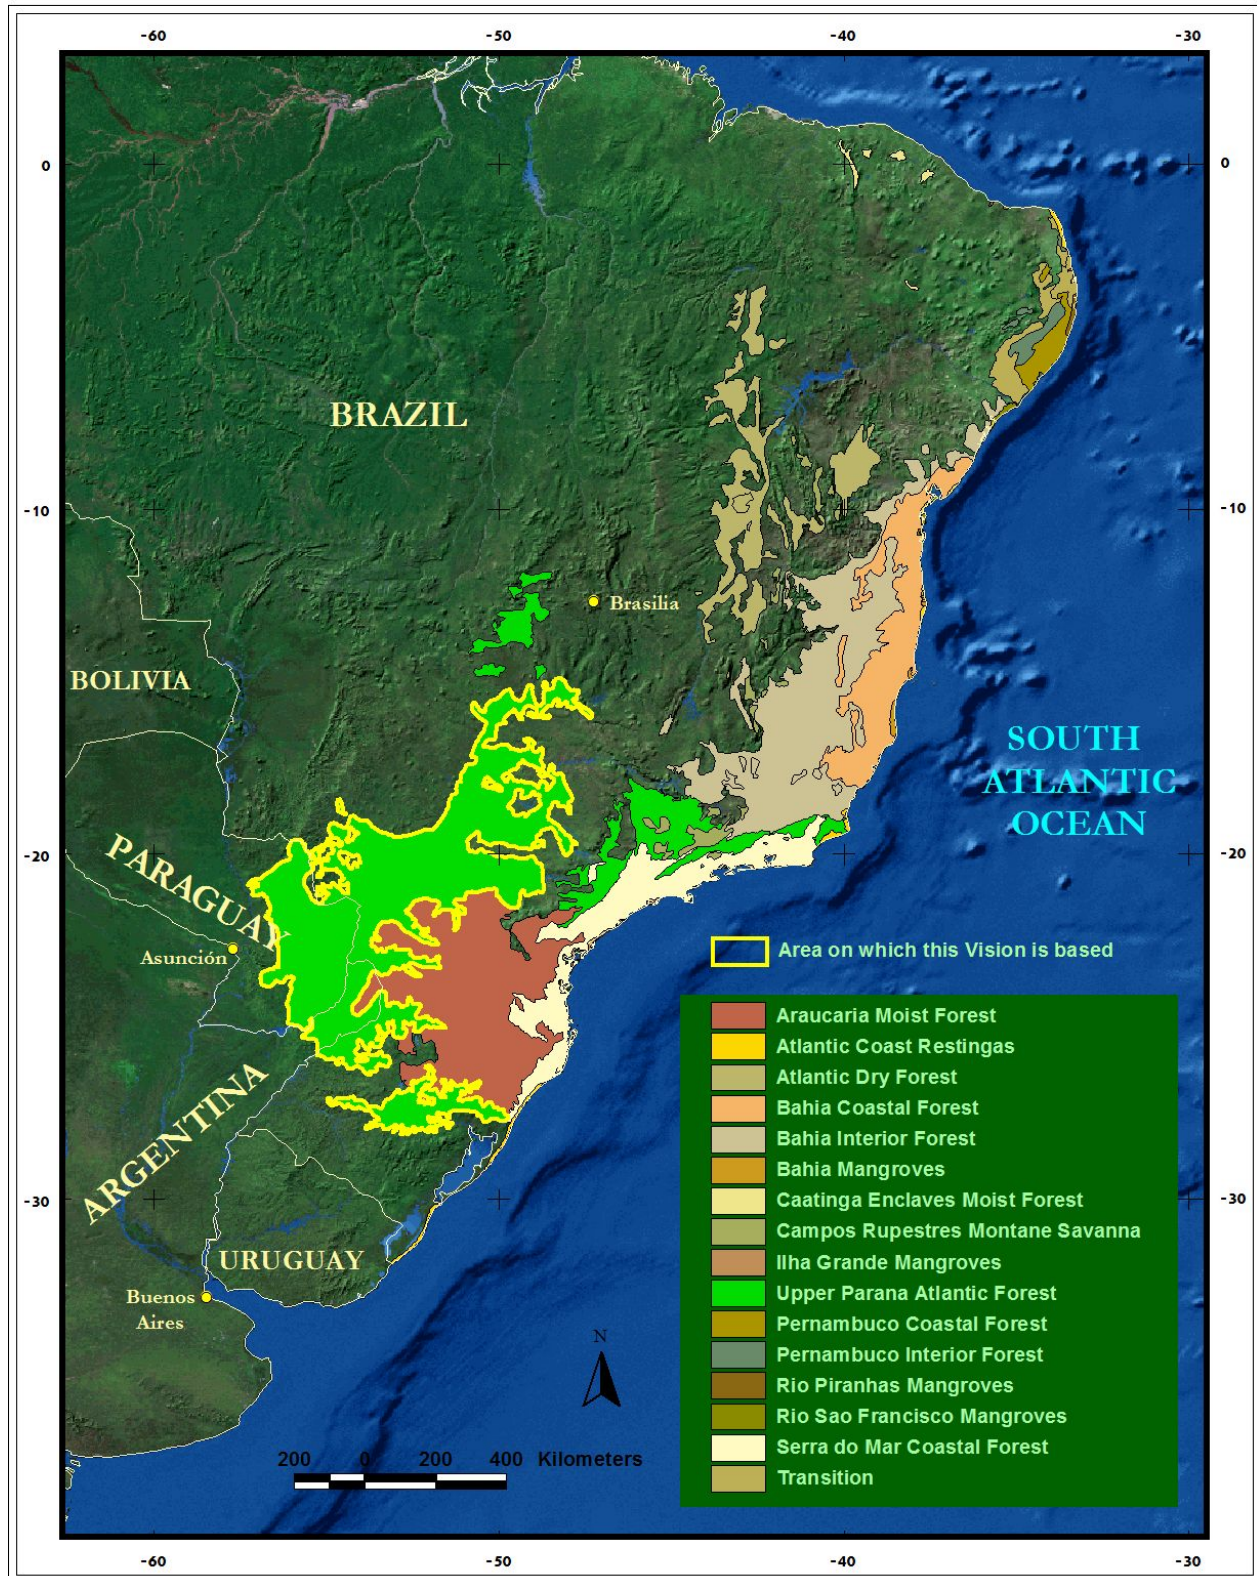 -60 -50 -40 -30
0 0
BRAZIL
-10 -10
Brasilia
BOLIVIA
SOUTH
ATLANTIC
OCEAN
PARAGUAY
-20 -20
Asunción
Area on which this Vision is based
Araucaria Moist Forest
Atlantic Coast Restingas
Atlantic Dry Forest
Bahia Coastal Forest
Bahia Interior Forest
Bahia Mangroves
Caatinga Enclaves Moist Forest
Campos Rupestres Montane Savanna
Ilha Grande Mangroves
Upper Parana Atlantic Forest
Pernambuco Coastal Forest
Pernambuco Interior Forest
Rio Piranhas Mangroves
Rio Sao Francisco Mangroves
Serra do Mar Coastal Forest
Transition
ARGENTINA
-30 -30
URUGUAY
Buenos
Aires
N
200 0 200 400 Kilometers
-60 -50 -40 -30